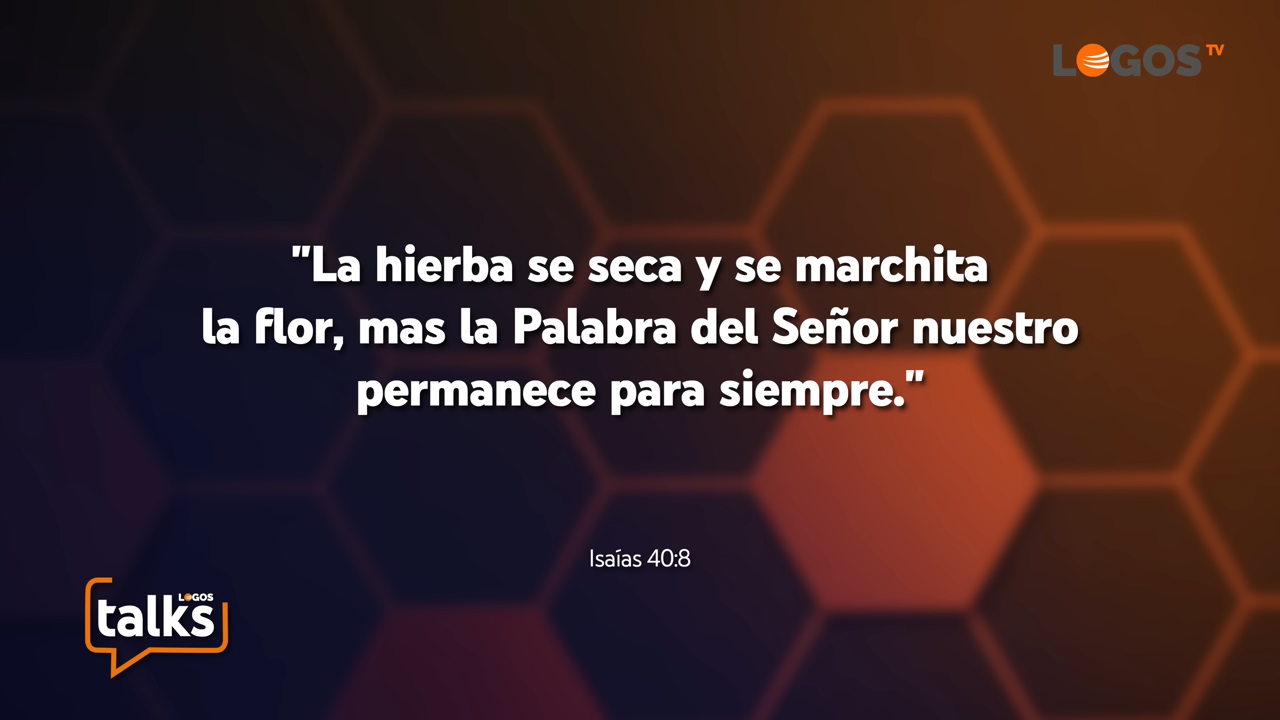 LOGOS TV
"La hierba se seca y se marchita
la flor, mas la Palabra del Señor nuestro
permanece para siempre."
Isaías 40:8
LOGOS
talks